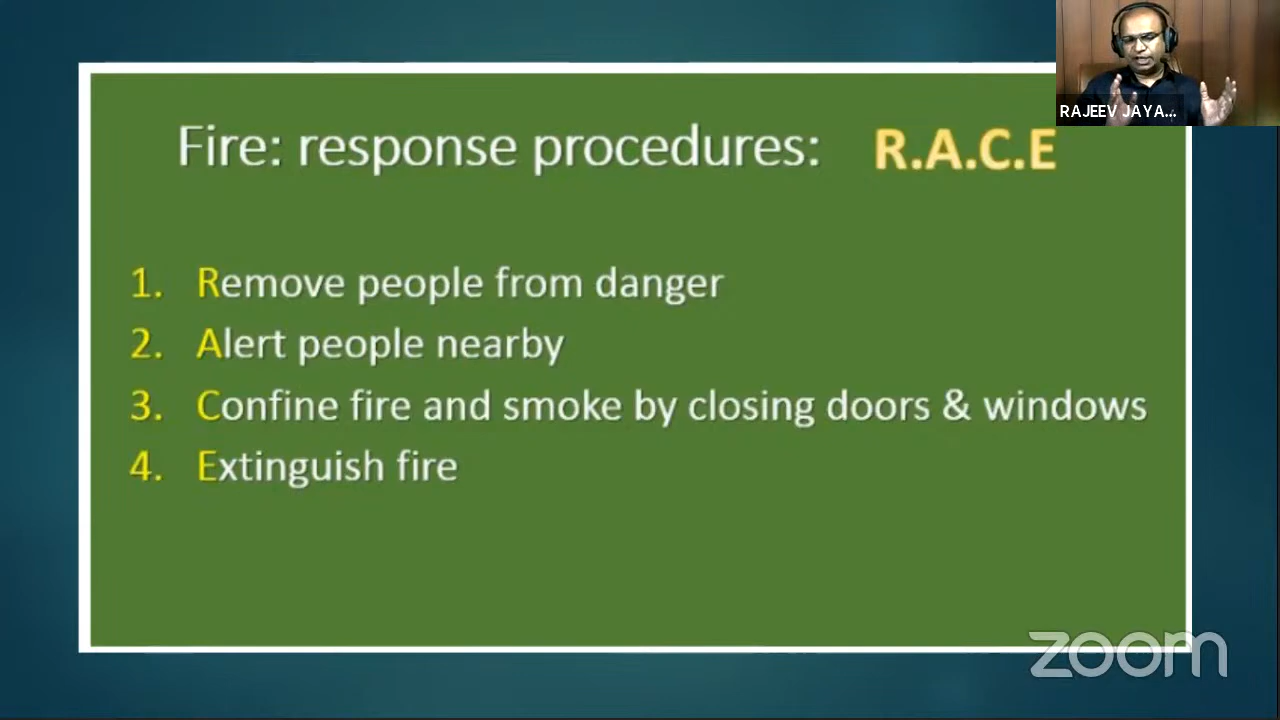 Fire: response procedures: R.A.C.E
1. Remove people from danger
2. Alert people nearby
3. Confine fire and smoke by closing doors & windows
4. Extinguish fire
RAJEEV JAYA...
zoom